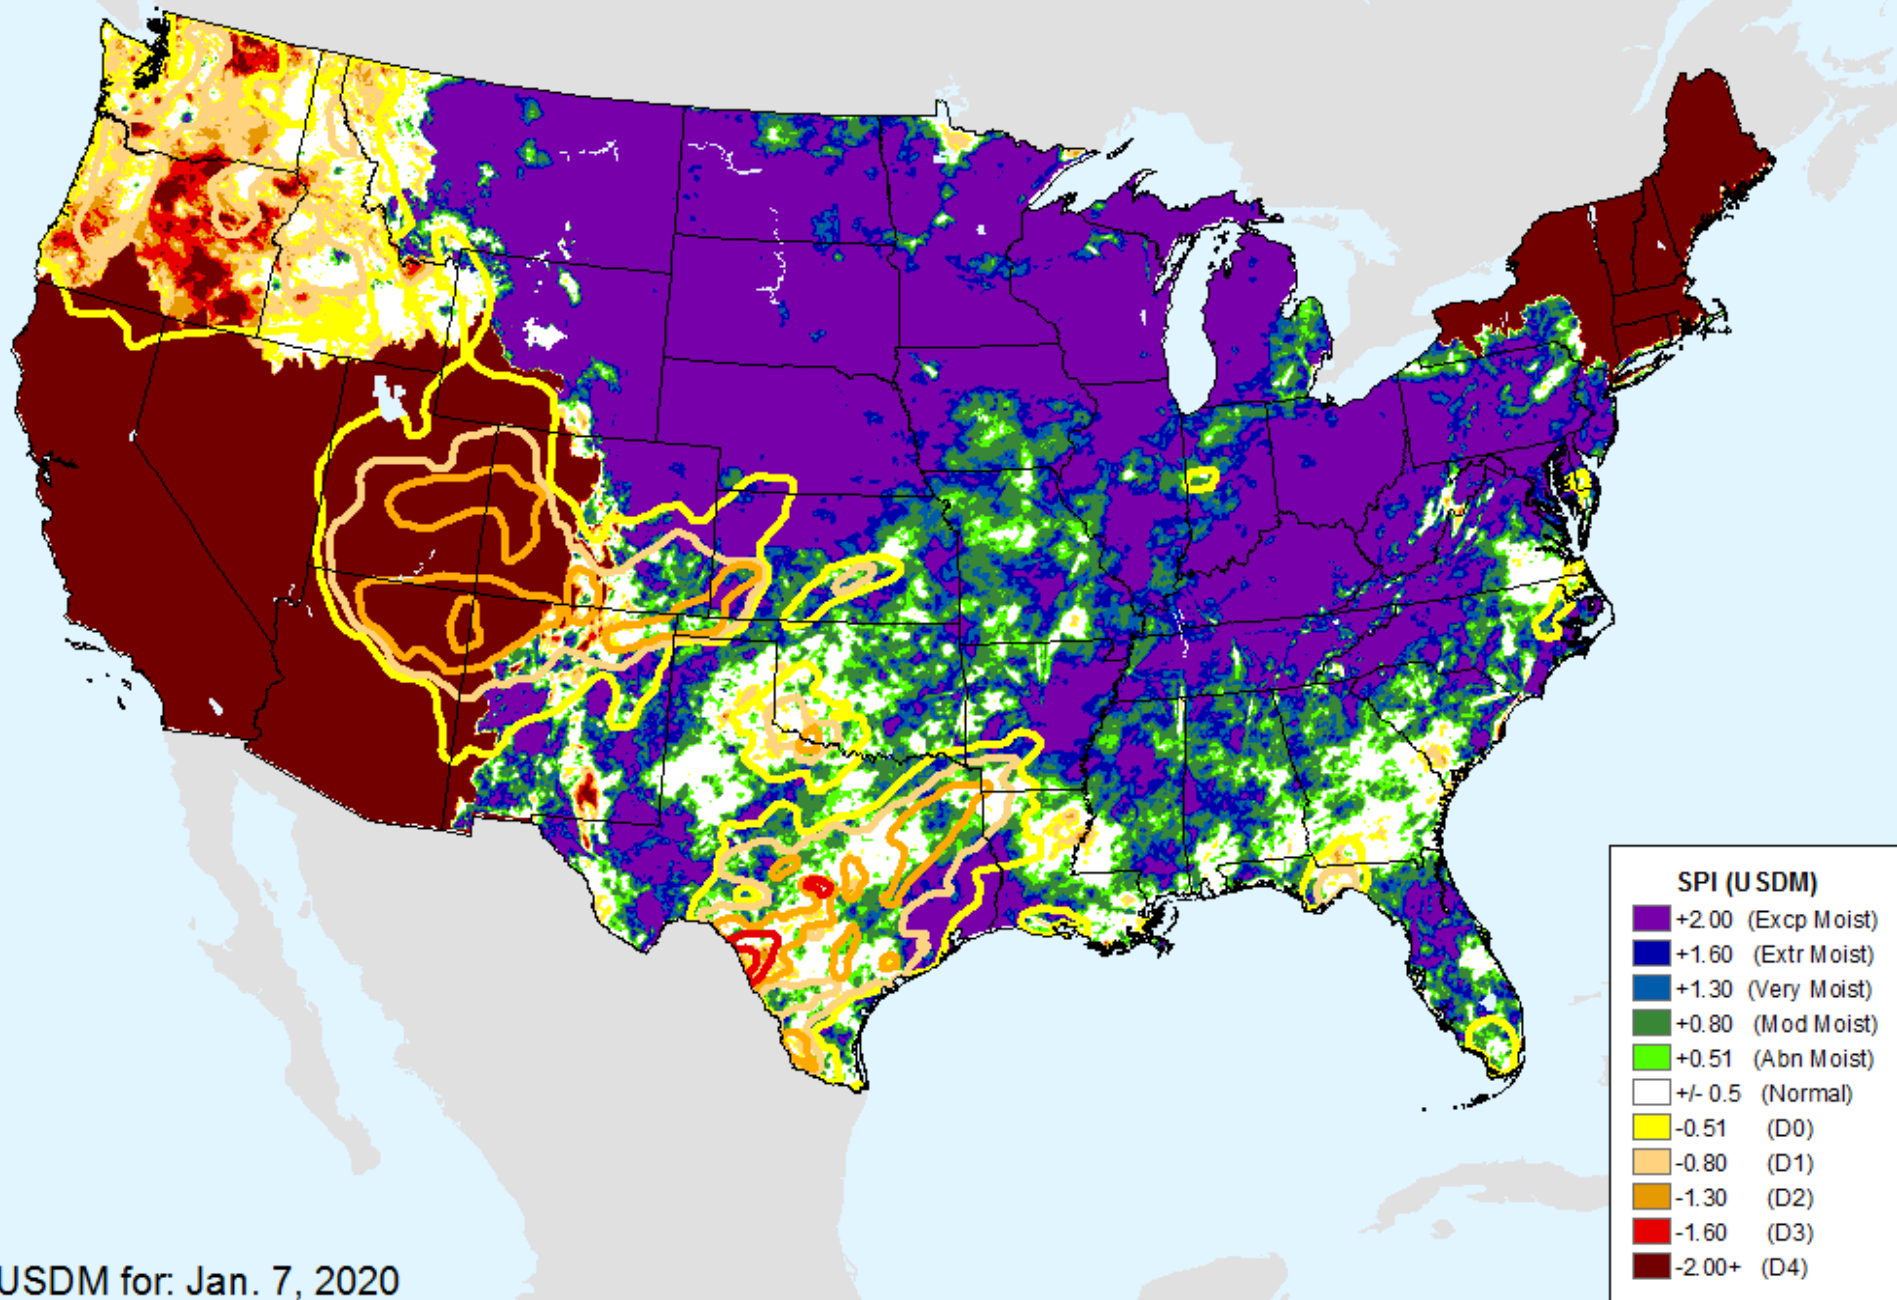 SPI (USDM)
+2.00 (Excp Moist)
+1.60 (Extr Moist)
+1.30 (Very Moist)
+0.80 (Mod Moist)
+0.51 (Abn Moist)
+/- 0.5 (Normal)
-0.51 (D0)
-0.80 (D1)
-1.30 (D2)
-1.60 (D3)
-2.00+ (D4)
USDM for: Jan. 7, 2020